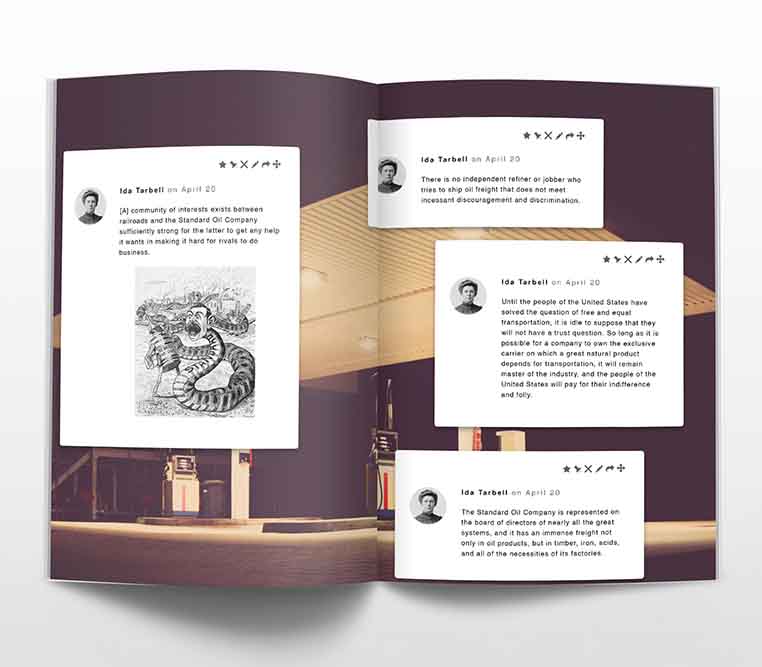 Ida Tarbell on April 20
[A] community of interests exists between
railroads and the Standard Oil Company
sufficiently strong for the latter to get any help
it wants in making it hard for rivals to do
business.
Ida Tarbell on April 20
There is no independent refiner or jobber who
tries to ship oil freight that does not meet
incessant discouragement and discrimination.
Ida Tarbell on April 20
Until the people of the United States have
solved the question of free and equal
transportation, it is idle to suppose that they
will not have a trust question. So long as it is
possible for a company to own the exclusive
carrier on which a great natural product
depends for transportation, it will remain
master of the industry, and the people of the
United States will pay for their indifference
and folly.
Ida Tarbell on April 20
The Standard Oil Company is represented on
the board of directors of nearly all the great
systems, and it has an immense freight not
only in oil products, but in timber, iron, acids,
and all of the necessities of its factories.